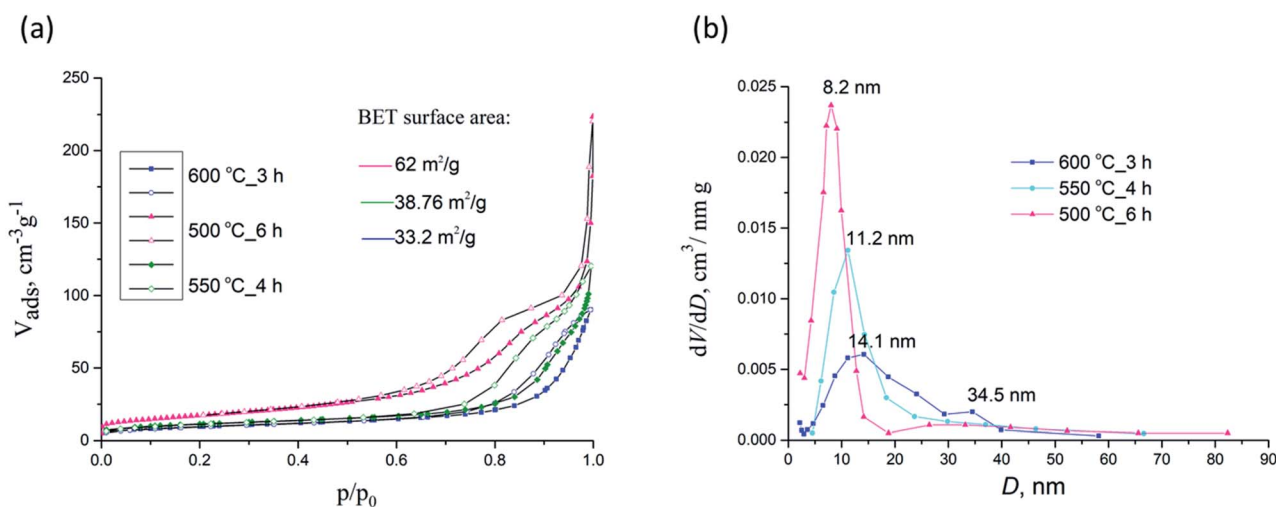 (a)
250
200
150
100
50
0
V_ads, cm⁻³g⁻¹
600 °C_3 h
500 °C_6 h
550 °C_4 h
BET surface area:
62 m²/g
38.76 m²/g
33.2 m²/g
0.0 0.2 0.4 0.6 0.8 1.0
p/p₀
(b)
0.025
0.020
0.015
0.010
0.005
0.000
dV/dD, cm³/ nm g
8.2 nm
11.2 nm
14.1 nm
34.5 nm
600 °C_3 h
550 °C_4 h
500 °C_6 h
0 10 20 30 40 50 60 70 80 90
D, nm